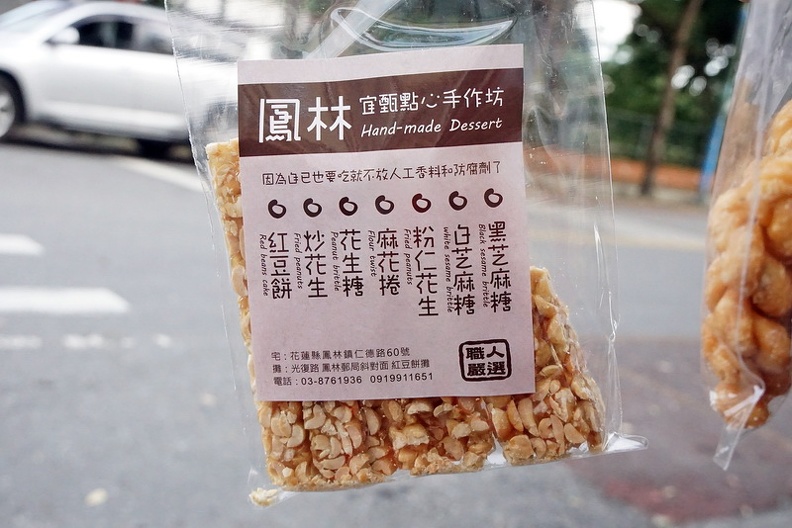 鳳林 宜甄點心手作坊
Hand-made Dessert
因為自己也要吃就不放人工香料和防腐劑了
黑芝麻糖
Black sesame brittle
白芝麻糖
white sesame brittle
粉仁花生
Fried peanuts
麻花捲
Flour twist
花生糖
Peanut brittle
炒花生
Fried peanuts
紅豆餅
Red beans cake
宅：花蓮縣鳳林鎮仁德路60號
攤：光復路 鳳林郵局斜對面 紅豆餅攤
電話：03-8761936 0919911651
職人
嚴選